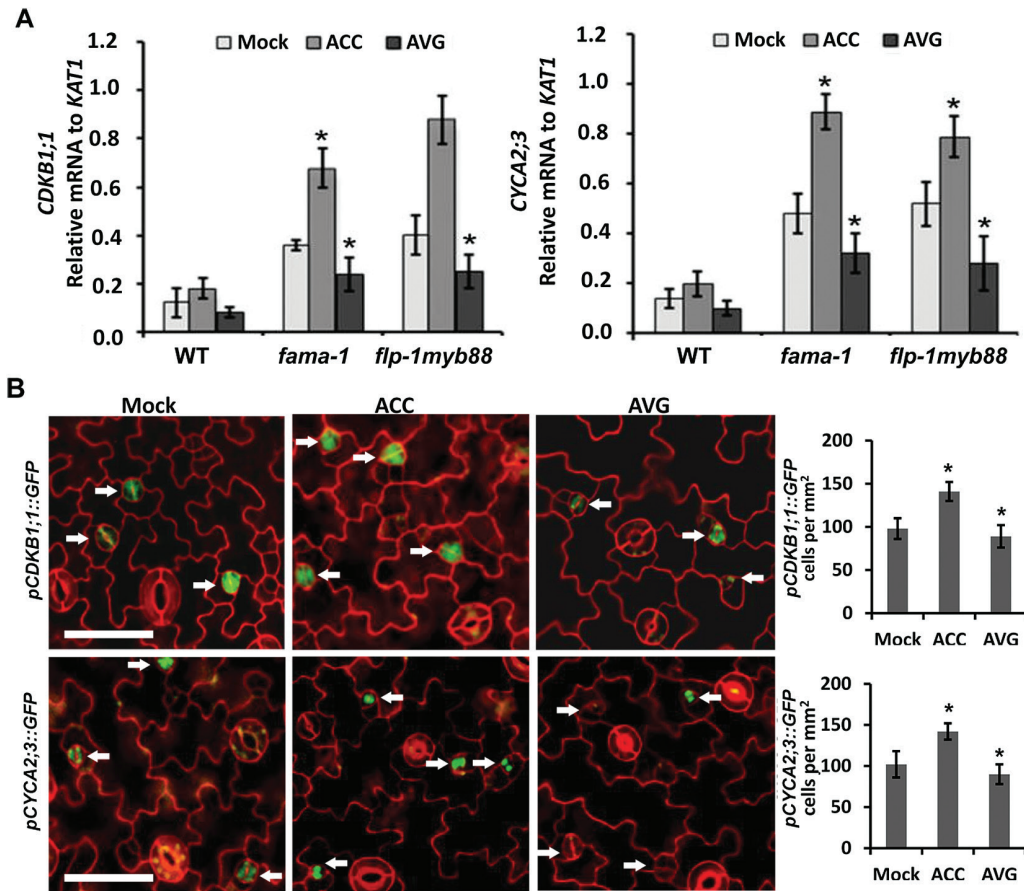 A
CDKB1;1
Relative mRNA to KAT1
1.2
1.0
0.8
0.6
0.4
0.2
0.0
Mock ACC AVG
*
*
*
WT fama-1 flp-1myb88
CYCA2;3
Relative mRNA to KAT1
1.2
1.0
0.8
0.6
0.4
0.2
0.0
Mock ACC AVG
*
*
*
*
WT fama-1 flp-1myb88
B
Mock ACC AVG
pCDKB1;1::GFP
pCDKB1;1::GFP
cells per mm2
200
150
100
50
0
*
*
Mock ACC AVG
pCYCA2;3::GFP
pCYCA2;3::GFP
cells per mm2
200
150
100
50
0
*
*
Mock ACC AVG